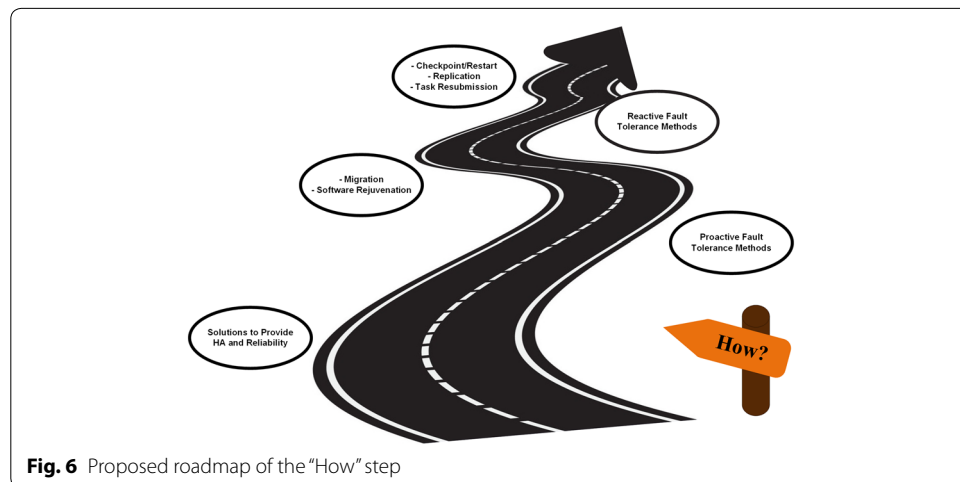 - Checkpoint/Restart
- Replication
- Task Resubmission
Reactive Fault
Tolerance Methods
- Migration
- Software Rejuvenation
Proactive Fault
Tolerance Methods
Solutions to Provide
HA and Reliability
How?
Fig. 6 Proposed roadmap of the “How” step